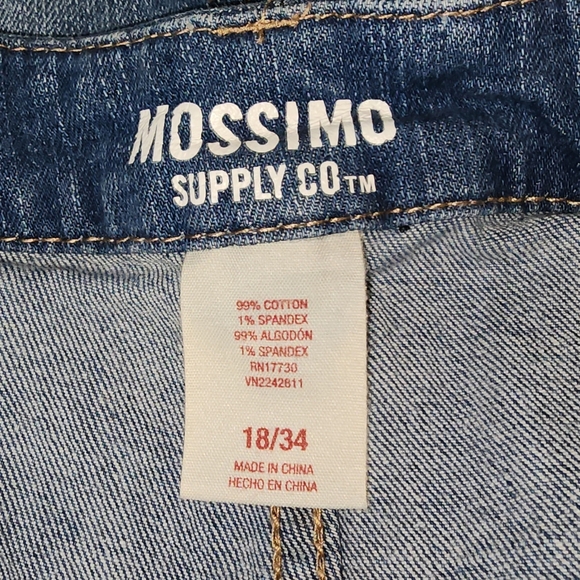 MOSSIMO
SUPPLY CO™
99% COTTON
1% SPANDEX
99% ALGODÓN
1% SPANDEX
RN17730
VN2242811
18/34
MADE IN CHINA
HECHO EN CHINA